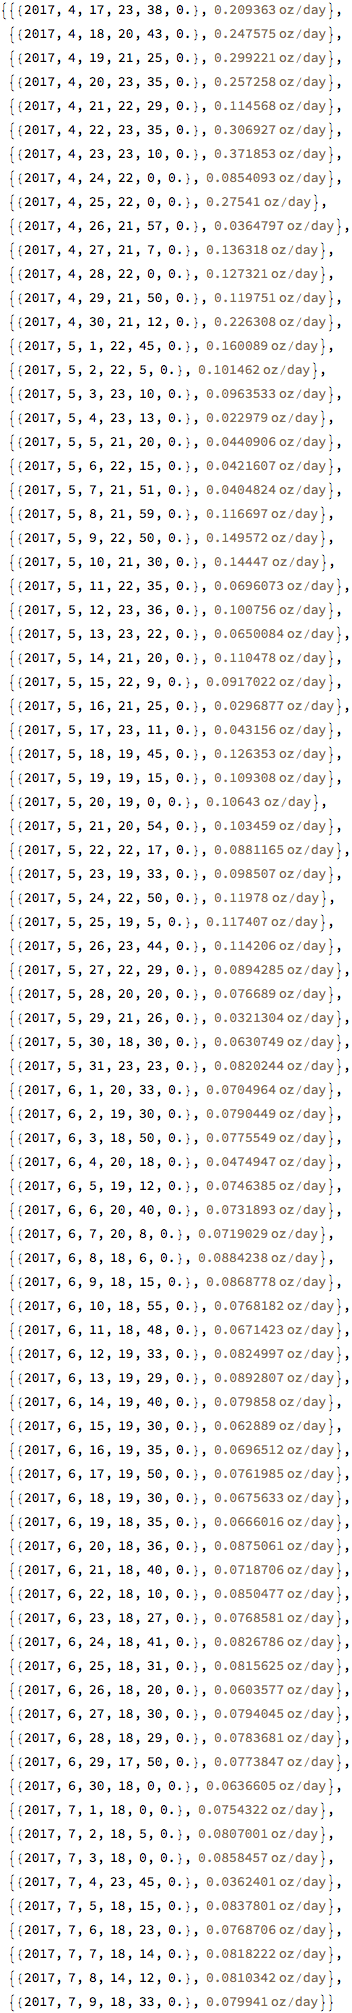 {{{2017, 4, 17, 23, 38, 0.}, 0.209363 oz/day},
{{2017, 4, 18, 20, 43, 0.}, 0.247575 oz/day},
{{2017, 4, 19, 21, 25, 0.}, 0.299221 oz/day},
{{2017, 4, 20, 23, 35, 0.}, 0.257258 oz/day},
{{2017, 4, 21, 22, 29, 0.}, 0.114568 oz/day},
{{2017, 4, 22, 23, 35, 0.}, 0.306927 oz/day},
{{2017, 4, 23, 23, 10, 0.}, 0.371853 oz/day},
{{2017, 4, 24, 22, 0, 0.}, 0.0854093 oz/day},
{{2017, 4, 25, 22, 0, 0.}, 0.27541 oz/day},
{{2017, 4, 26, 21, 57, 0.}, 0.0364797 oz/day},
{{2017, 4, 27, 21, 7, 0.}, 0.136318 oz/day},
{{2017, 4, 28, 22, 0, 0.}, 0.127321 oz/day},
{{2017, 4, 29, 21, 50, 0.}, 0.119751 oz/day},
{{2017, 4, 30, 21, 12, 0.}, 0.226308 oz/day},
{{2017, 5, 1, 22, 45, 0.}, 0.160089 oz/day},
{{2017, 5, 2, 22, 5, 0.}, 0.101462 oz/day},
{{2017, 5, 3, 23, 10, 0.}, 0.0963533 oz/day},
{{2017, 5, 4, 23, 13, 0.}, 0.022979 oz/day},
{{2017, 5, 5, 21, 20, 0.}, 0.0440906 oz/day},
{{2017, 5, 6, 22, 15, 0.}, 0.0421607 oz/day},
{{2017, 5, 7, 21, 51, 0.}, 0.0404824 oz/day},
{{2017, 5, 8, 21, 59, 0.}, 0.116697 oz/day},
{{2017, 5, 9, 22, 50, 0.}, 0.149572 oz/day},
{{2017, 5, 10, 21, 30, 0.}, 0.14447 oz/day},
{{2017, 5, 11, 22, 35, 0.}, 0.0696073 oz/day},
{{2017, 5, 12, 23, 36, 0.}, 0.100756 oz/day},
{{2017, 5, 13, 23, 22, 0.}, 0.0650084 oz/day},
{{2017, 5, 14, 21, 20, 0.}, 0.110478 oz/day},
{{2017, 5, 15, 22, 9, 0.}, 0.0917022 oz/day},
{{2017, 5, 16, 21, 25, 0.}, 0.0296877 oz/day},
{{2017, 5, 17, 23, 11, 0.}, 0.043156 oz/day},
{{2017, 5, 18, 19, 45, 0.}, 0.126353 oz/day},
{{2017, 5, 19, 19, 15, 0.}, 0.109308 oz/day},
{{2017, 5, 20, 19, 0, 0.}, 0.10643 oz/day},
{{2017, 5, 21, 20, 54, 0.}, 0.103459 oz/day},
{{2017, 5, 22, 22, 17, 0.}, 0.0881165 oz/day},
{{2017, 5, 23, 19, 33, 0.}, 0.098507 oz/day},
{{2017, 5, 24, 22, 50, 0.}, 0.11978 oz/day},
{{2017, 5, 25, 19, 5, 0.}, 0.117407 oz/day},
{{2017, 5, 26, 23, 44, 0.}, 0.114206 oz/day},
{{2017, 5, 27, 22, 29, 0.}, 0.0894285 oz/day},
{{2017, 5, 28, 20, 20, 0.}, 0.076689 oz/day},
{{2017, 5, 29, 21, 26, 0.}, 0.0321304 oz/day},
{{2017, 5, 30, 18, 30, 0.}, 0.0630749 oz/day},
{{2017, 5, 31, 23, 23, 0.}, 0.0820244 oz/day},
{{2017, 6, 1, 20, 33, 0.}, 0.0704964 oz/day},
{{2017, 6, 2, 19, 30, 0.}, 0.0790449 oz/day},
{{2017, 6, 3, 18, 50, 0.}, 0.0775549 oz/day},
{{2017, 6, 4, 20, 18, 0.}, 0.0474947 oz/day},
{{2017, 6, 5, 19, 12, 0.}, 0.0746385 oz/day},
{{2017, 6, 6, 20, 40, 0.}, 0.0731893 oz/day},
{{2017, 6, 7, 20, 8, 0.}, 0.0719029 oz/day},
{{2017, 6, 8, 18, 6, 0.}, 0.0884238 oz/day},
{{2017, 6, 9, 18, 15, 0.}, 0.0868778 oz/day},
{{2017, 6, 10, 18, 55, 0.}, 0.0768182 oz/day},
{{2017, 6, 11, 18, 48, 0.}, 0.0671423 oz/day},
{{2017, 6, 12, 19, 33, 0.}, 0.0824997 oz/day},
{{2017, 6, 13, 19, 29, 0.}, 0.0892807 oz/day},
{{2017, 6, 14, 19, 40, 0.}, 0.079858 oz/day},
{{2017, 6, 15, 19, 30, 0.}, 0.062889 oz/day},
{{2017, 6, 16, 19, 35, 0.}, 0.0696512 oz/day},
{{2017, 6, 17, 19, 50, 0.}, 0.0761985 oz/day},
{{2017, 6, 18, 19, 30, 0.}, 0.0675633 oz/day},
{{2017, 6, 19, 18, 35, 0.}, 0.0666016 oz/day},
{{2017, 6, 20, 18, 36, 0.}, 0.0875061 oz/day},
{{2017, 6, 21, 18, 40, 0.}, 0.0718706 oz/day},
{{2017, 6, 22, 18, 10, 0.}, 0.0850477 oz/day},
{{2017, 6, 23, 18, 27, 0.}, 0.0768581 oz/day},
{{2017, 6, 24, 18, 41, 0.}, 0.0826786 oz/day},
{{2017, 6, 25, 18, 31, 0.}, 0.0815625 oz/day},
{{2017, 6, 26, 18, 20, 0.}, 0.0603577 oz/day},
{{2017, 6, 27, 18, 30, 0.}, 0.0794045 oz/day},
{{2017, 6, 28, 18, 29, 0.}, 0.0783681 oz/day},
{{2017, 6, 29, 17, 50, 0.}, 0.0773847 oz/day},
{{2017, 6, 30, 18, 0, 0.}, 0.0636605 oz/day},
{{2017, 7, 1, 18, 0, 0.}, 0.0754322 oz/day},
{{2017, 7, 2, 18, 5, 0.}, 0.0807001 oz/day},
{{2017, 7, 3, 18, 0, 0.}, 0.0858457 oz/day},
{{2017, 7, 4, 23, 45, 0.}, 0.0362401 oz/day},
{{2017, 7, 5, 18, 15, 0.}, 0.0837801 oz/day},
{{2017, 7, 6, 18, 23, 0.}, 0.0768706 oz/day},
{{2017, 7, 7, 18, 14, 0.}, 0.0818222 oz/day},
{{2017, 7, 8, 14, 12, 0.}, 0.0810342 oz/day},
{{2017, 7, 9, 18, 33, 0.}, 0.079941 oz/day}}